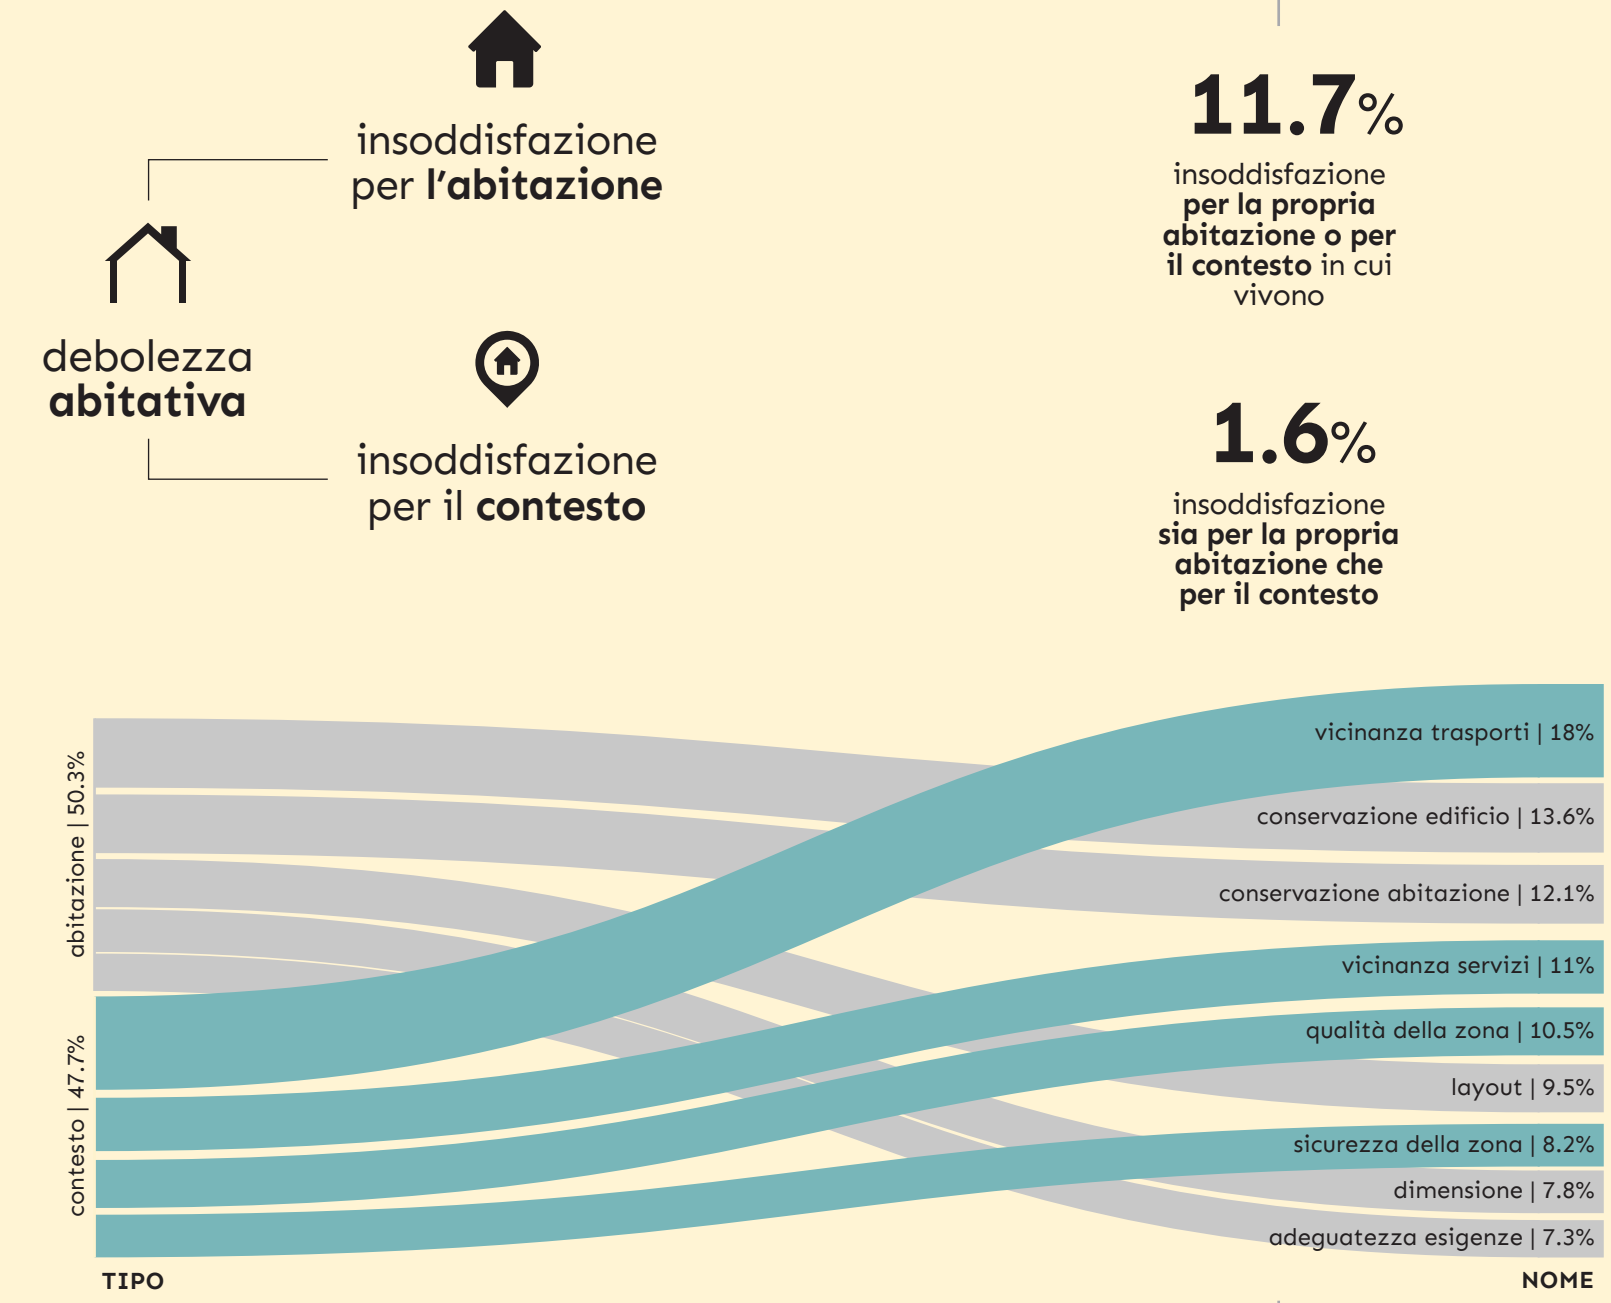 insoddisfazione
per l'abitazione
debolezza
abitativa
insoddisfazione
per il contesto
11.7%
insoddisfazione
per la propria
abitazione o per
il contesto in cui
vivono
1.6%
insoddisfazione
sia per la propria
abitazione che
per il contesto
abitazione | 50.3%
contesto | 47.7%
vicinanza trasporti | 18%
conservazione edificio | 13.6%
conservazione abitazione | 12.1%
vicinanza servizi | 11%
qualità della zona | 10.5%
layout | 9.5%
sicurezza della zona | 8.2%
dimensione | 7.8%
adeguatezza esigenze | 7.3%
TIPO
NOME